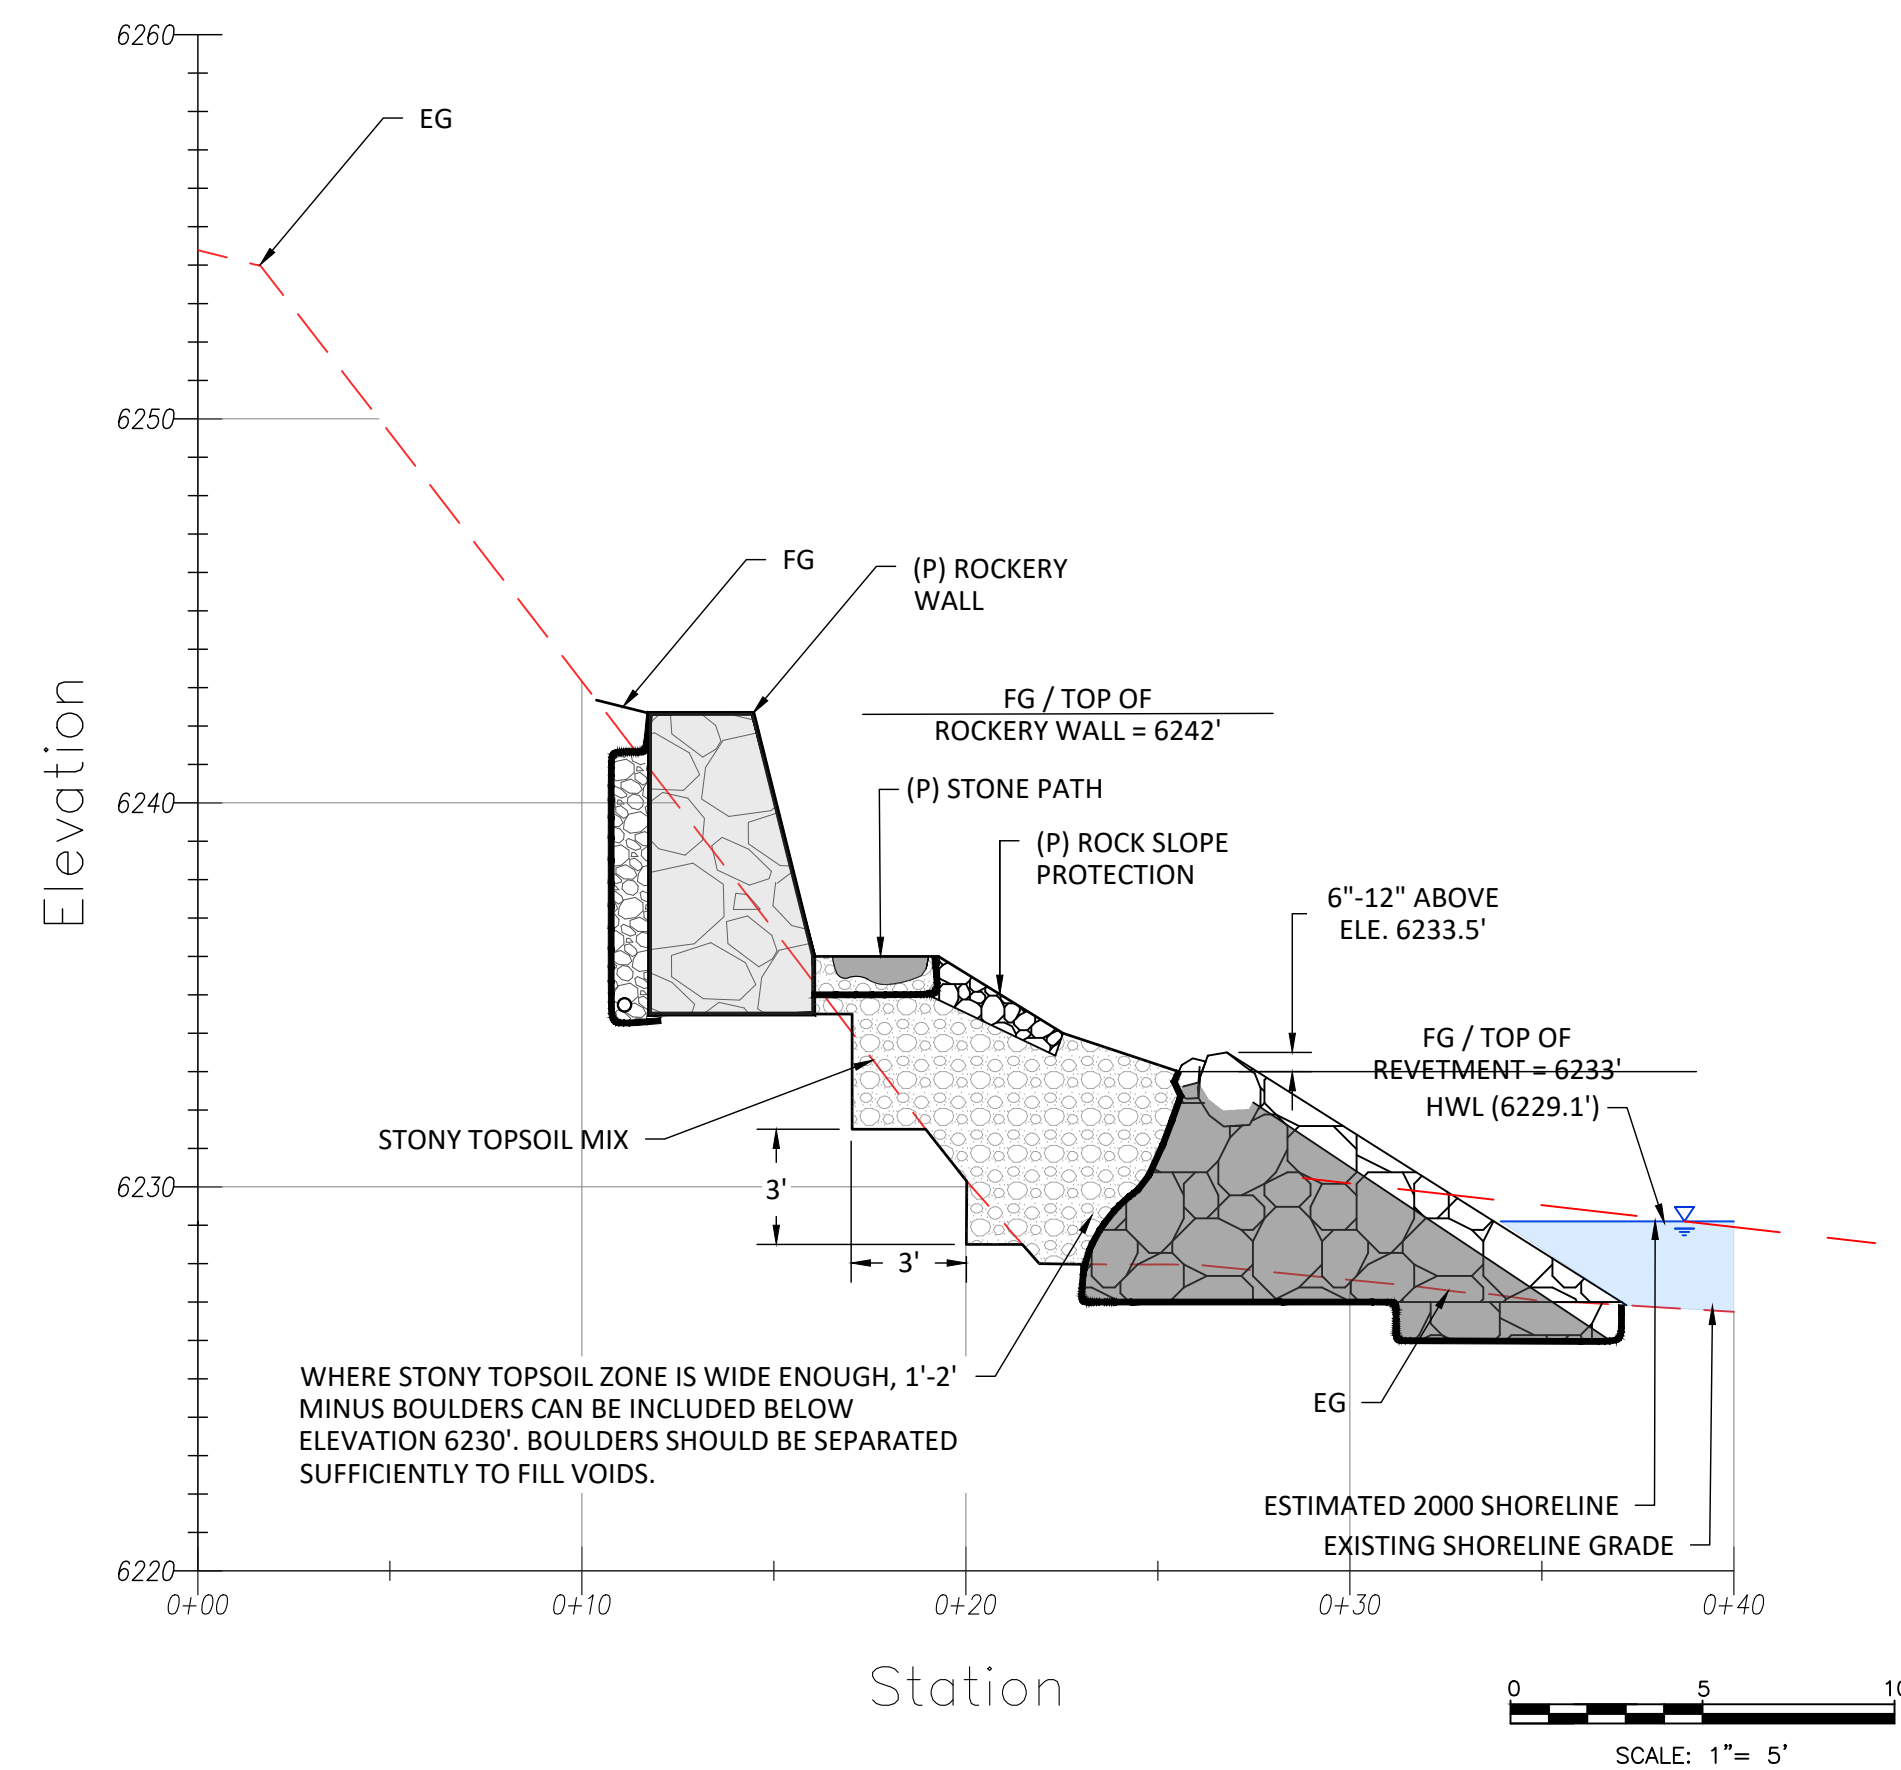 6260
EG
6250
FG
(P) ROCKERY
WALL
FG / TOP OF
ROCKERY WALL = 6242'
(P) STONE PATH
6240
(P) ROCK SLOPE
PROTECTION
6"-12" ABOVE
ELE. 6233.5'
Elevation
FG / TOP OF
REVETMENT = 6233'
HWL (6229.1')
STONY TOPSOIL MIX
3'
6230
3'
WHERE STONY TOPSOIL ZONE IS WIDE ENOUGH, 1'-2'
MINUS BOULDERS CAN BE INCLUDED BELOW
ELEVATION 6230'. BOULDERS SHOULD BE SEPARATED
SUFFICIENTLY TO FILL VOIDS.
EG
ESTIMATED 2000 SHORELINE
EXISTING SHORELINE GRADE
6220
0+00 0+10 0+20 0+30 0+40
Station
0 5 10
SCALE: 1"= 5'